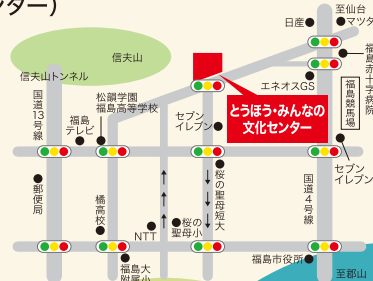 ンター)
至仙台
日産
マツダ
信夫山
信夫山トンネル
福島赤十字病院
エネオスGS
とうほう・みんなの
文化センター
国道13号線
松韻学園
福島高等学校
福島
テレビ
セブン
イレブン
福島競馬場
セブン
イレブン
郵便局
橘高校
桜の聖母短大
国道4号線
桜の
聖母小
NTT
福島市役所
福島大
附属小
至郡山